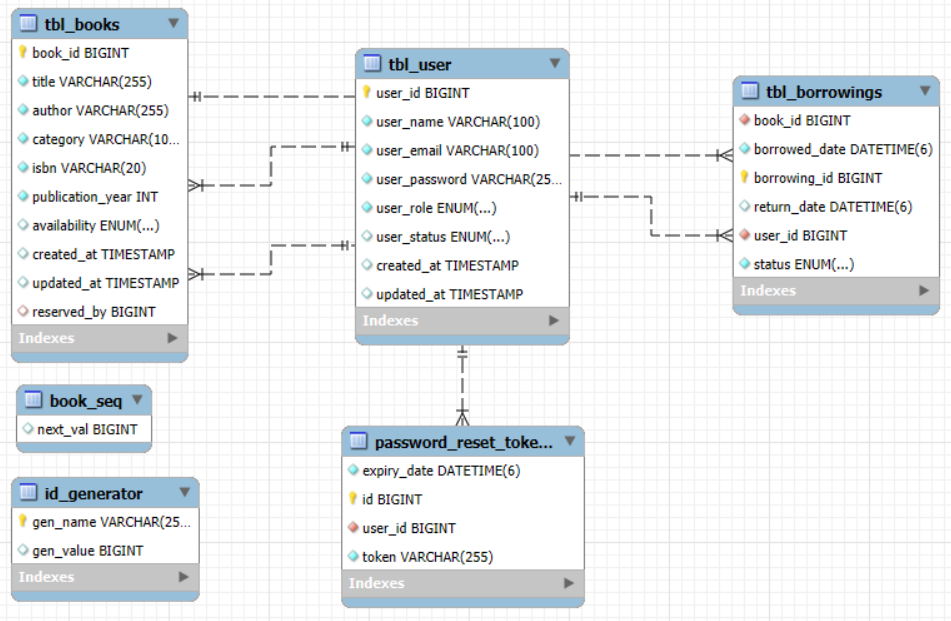 tbl_books
book_id BIGINT
title VARCHAR(255)
author VARCHAR(255)
category VARCHAR(10...
isbn VARCHAR(20)
publication_year INT
availability ENUM(...)
created_at TIMESTAMP
updated_at TIMESTAMP
reserved_by BIGINT
Indexes
tbl_user
user_id BIGINT
user_name VARCHAR(100)
user_email VARCHAR(100)
user_password VARCHAR(25...
user_role ENUM(...)
user_status ENUM(...)
created_at TIMESTAMP
updated_at TIMESTAMP
Indexes
tbl_borrowings
book_id BIGINT
borrowed_date DATETIME(6)
borrowing_id BIGINT
return_date DATETIME(6)
user_id BIGINT
status ENUM(...)
Indexes
book_seq
next_val BIGINT
id_generator
gen_name VARCHAR(25...
gen_value BIGINT
Indexes
password_reset_toke...
expiry_date DATETIME(6)
id BIGINT
user_id BIGINT
token VARCHAR(255)
Indexes